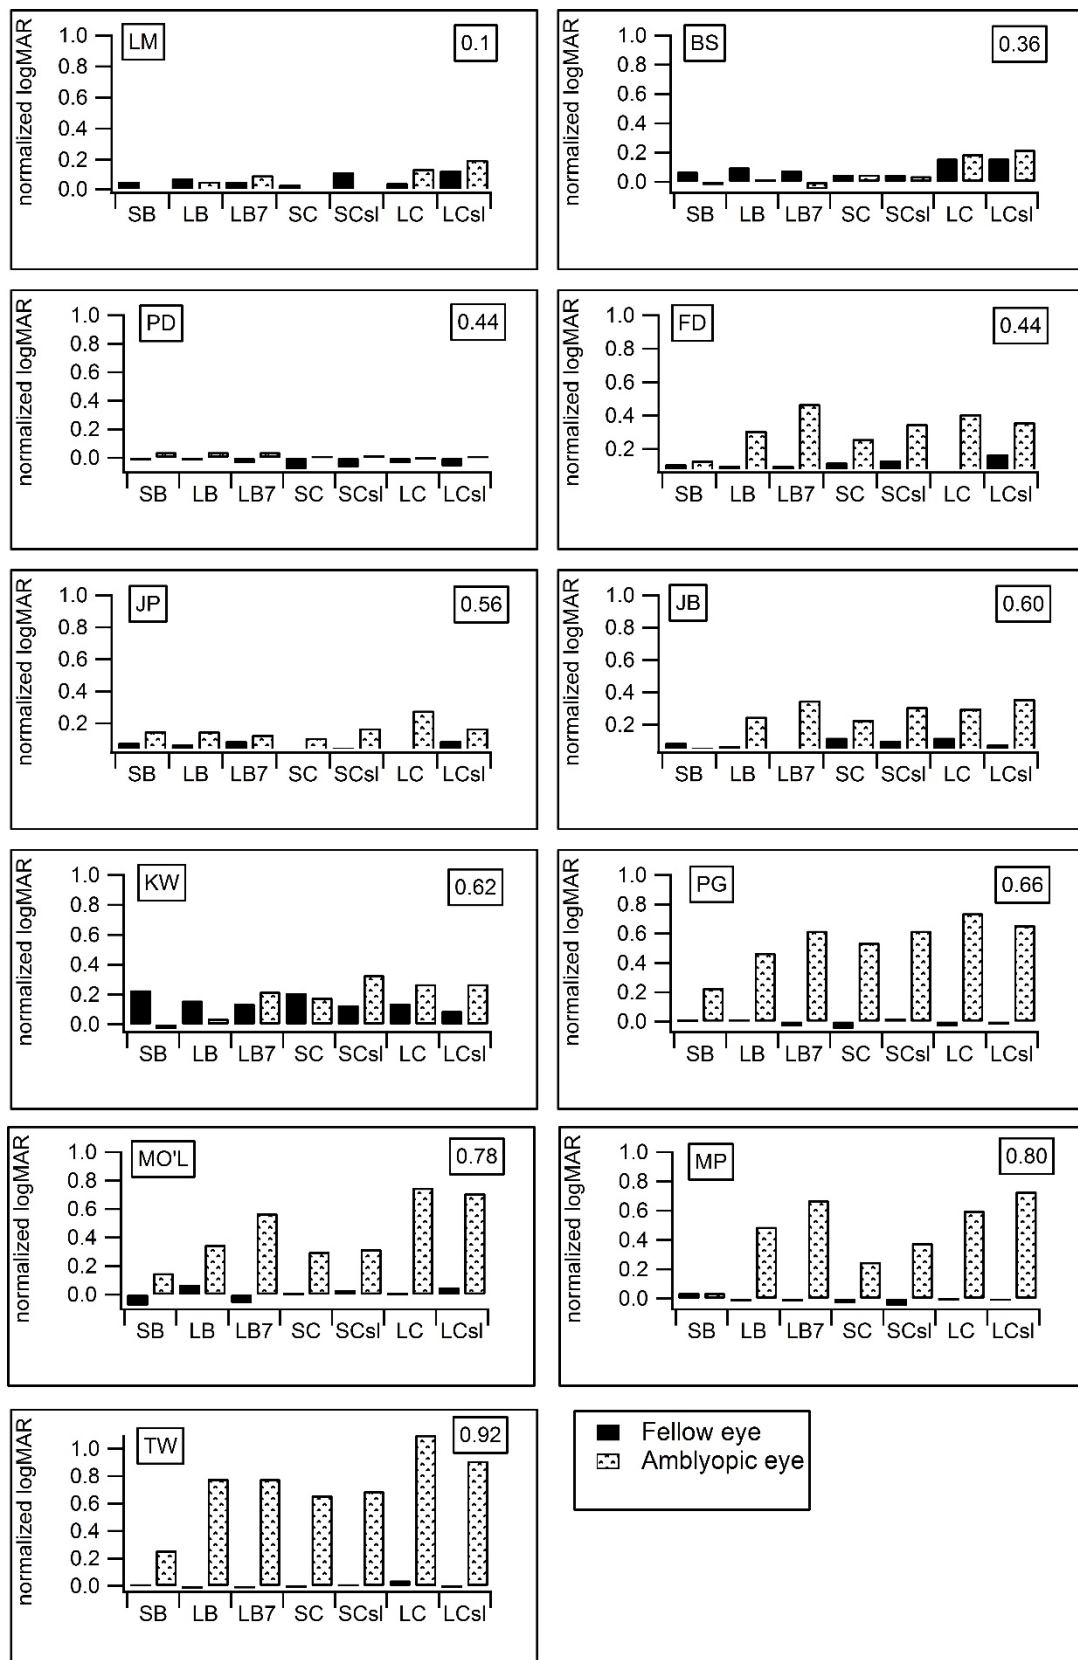 normalized logMAR
LM
0.1
1.0
0.8
0.6
0.4
0.2
0.0
SB LB LB7 SC SCsl LC LCsl
normalized logMAR
BS
0.36
1.0
0.8
0.6
0.4
0.2
0.0
SB LB LB7 SC SCsl LC LCsl
normalized logMAR
PD
0.44
1.0
0.8
0.6
0.4
0.2
0.0
SB LB LB7 SC SCsl LC LCsl
normalized logMAR
FD
0.44
1.0
0.8
0.6
0.4
0.2
SB LB LB7 SC SCsl LC LCsl
normalized logMAR
JP
0.56
1.0
0.8
0.6
0.4
0.2
SB LB LB7 SC SCsl LC LCsl
normalized logMAR
JB
0.60
1.0
0.8
0.6
0.4
0.2
SB LB LB7 SC SCsl LC LCsl
normalized logMAR
KW
0.62
1.0
0.8
0.6
0.4
0.2
0.0
SB LB LB7 SC SCsl LC LCsl
normalized logMAR
PG
0.66
1.0
0.8
0.6
0.4
0.2
0.0
SB LB LB7 SC SCsl LC LCsl
normalized logMAR
MO'L
0.78
1.0
0.8
0.6
0.4
0.2
0.0
SB LB LB7 SC SCsl LC LCsl
normalized logMAR
MP
0.80
1.0
0.8
0.6
0.4
0.2
0.0
SB LB LB7 SC SCsl LC LCsl
normalized logMAR
TW
0.92
1.0
0.8
0.6
0.4
0.2
0.0
SB LB LB7 SC SCsl LC LCsl
Fellow eye
Amblyopic eye